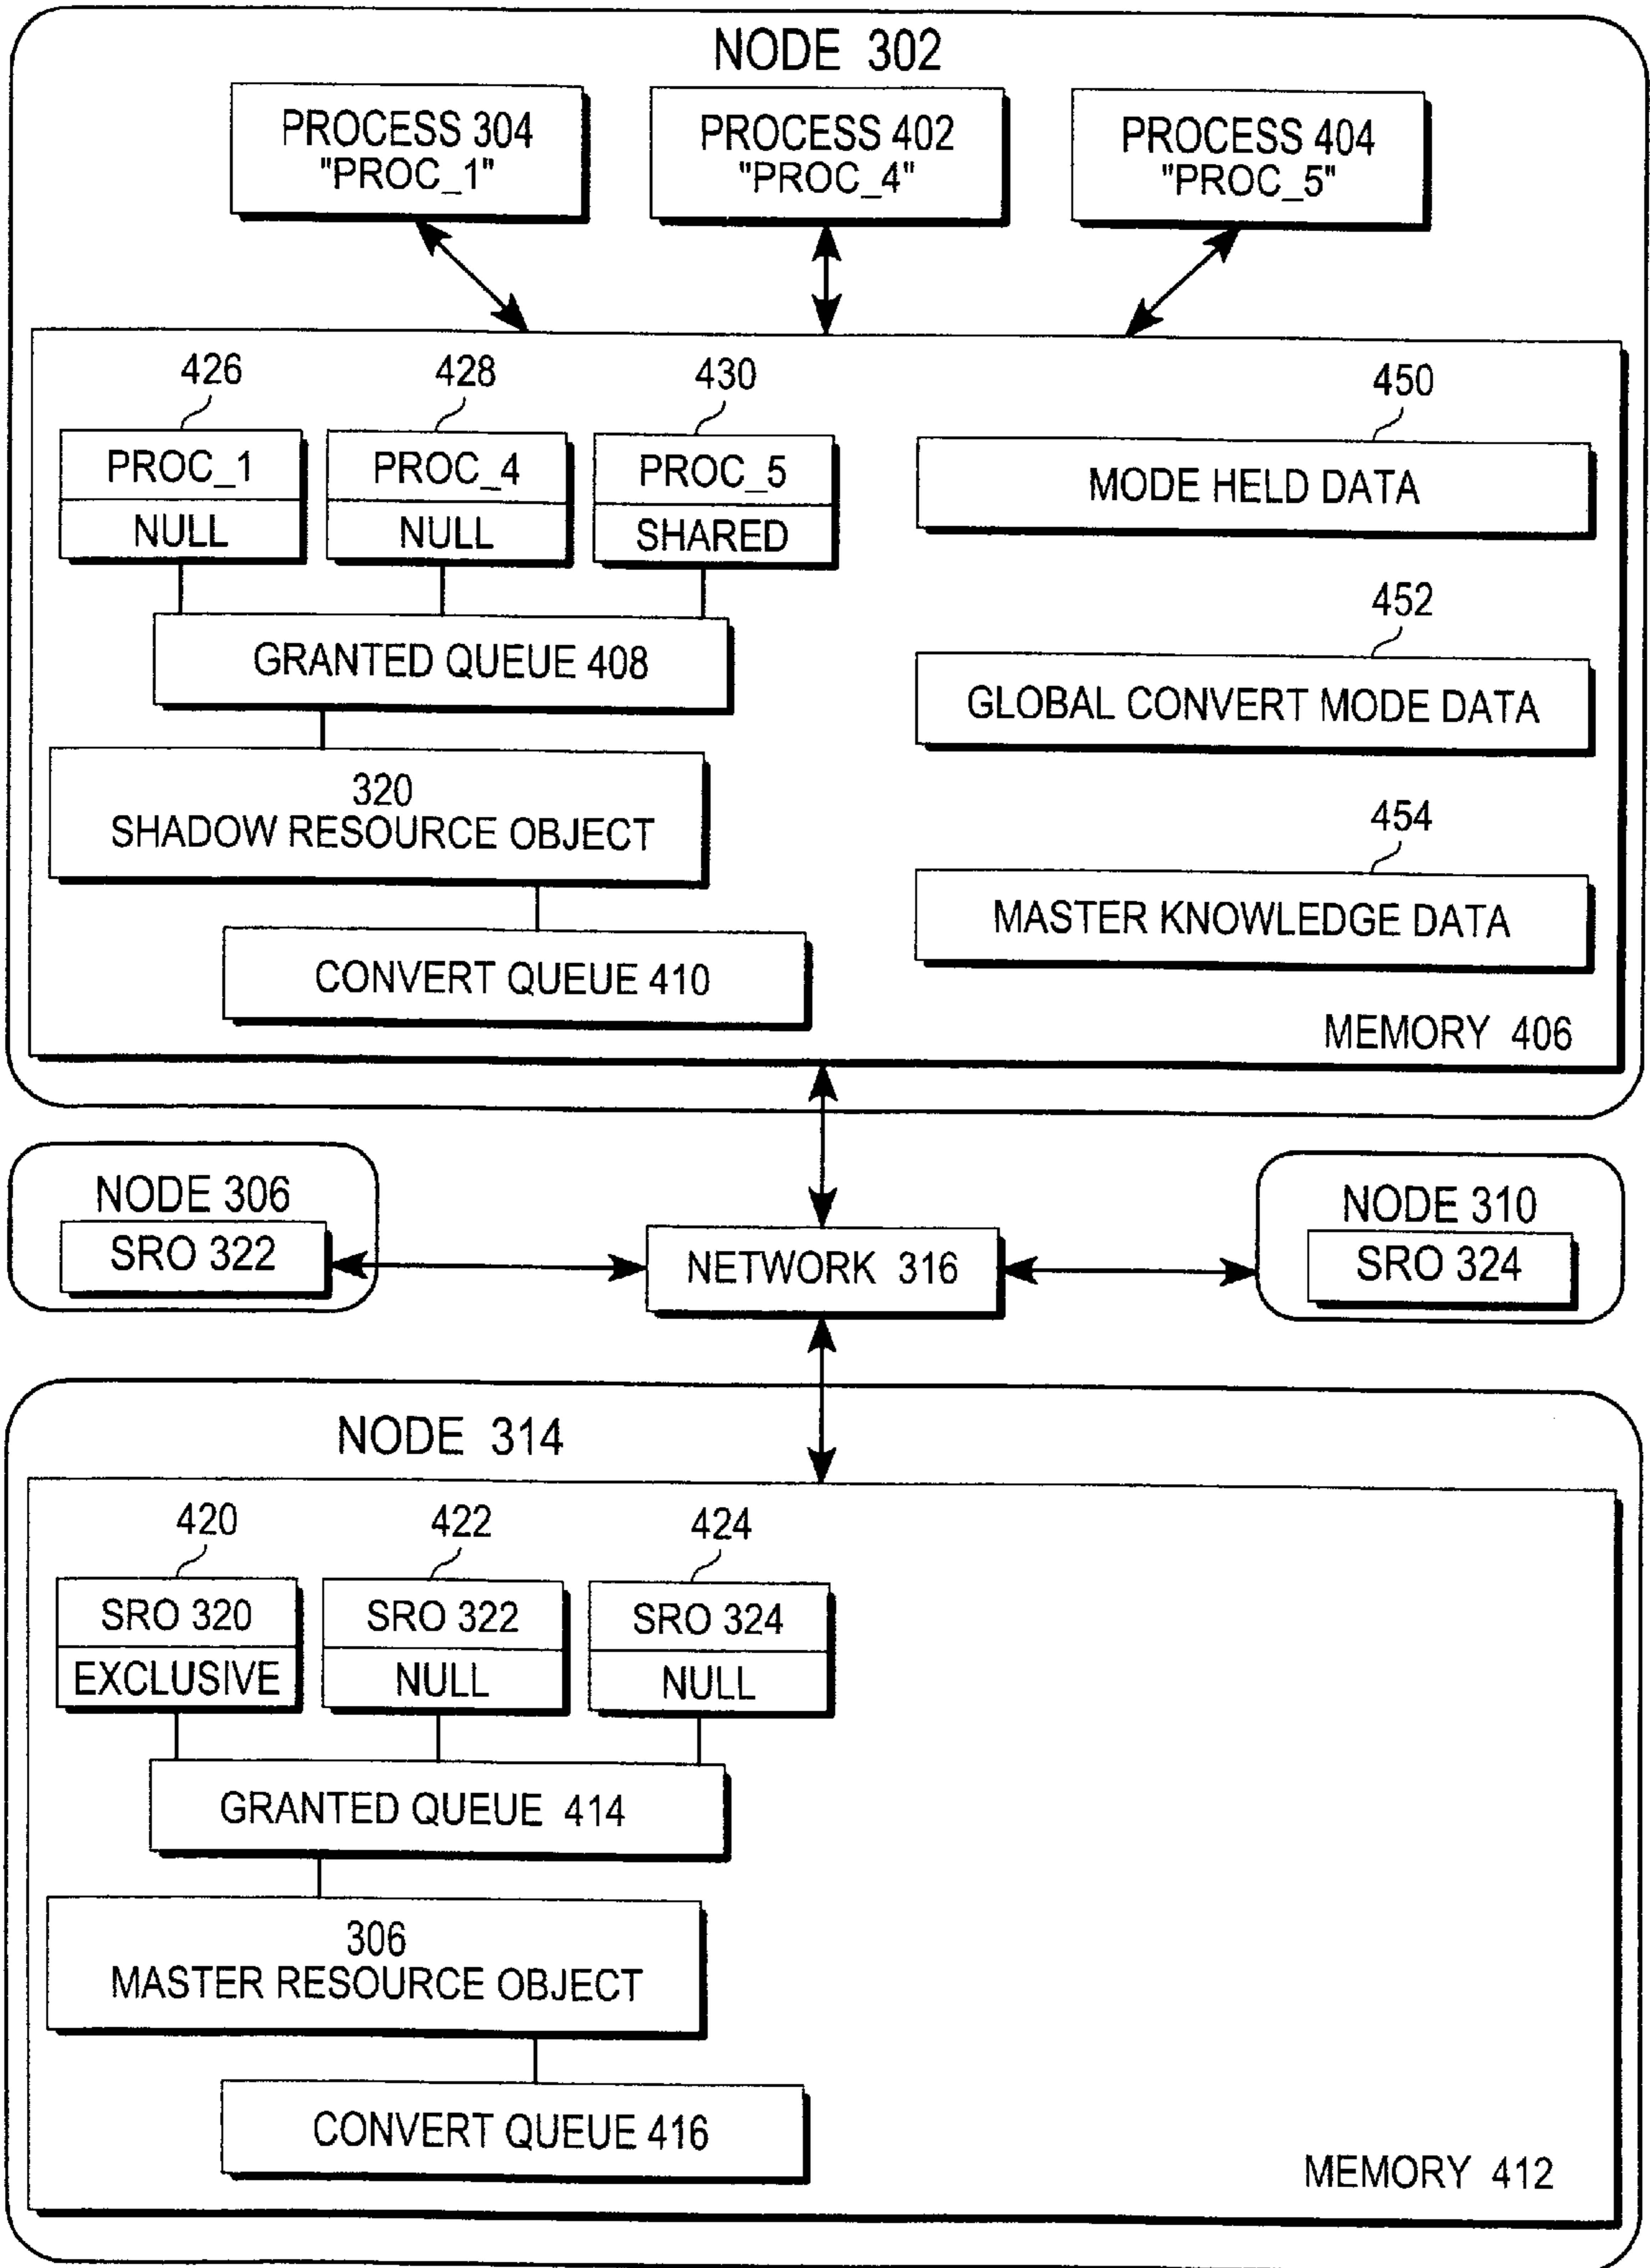 NODE 302
PROCESS 304
"PROC_1"
PROCESS 402
"PROC_4"
PROCESS 404
"PROC_5"
426
428
430
450
PROC_1
NULL
PROC_4
NULL
PROC_5
SHARED
MODE HELD DATA
GRANTED QUEUE 408
452
GLOBAL CONVERT MODE DATA
320
SHADOW RESOURCE OBJECT
454
MASTER KNOWLEDGE DATA
CONVERT QUEUE 410
MEMORY 406
NODE 306
SRO 322
NETWORK 316
NODE 310
SRO 324
NODE 314
420
422
424
SRO 320
EXCLUSIVE
SRO 322
NULL
SRO 324
NULL
GRANTED QUEUE 414
306
MASTER RESOURCE OBJECT
CONVERT QUEUE 416
MEMORY 412